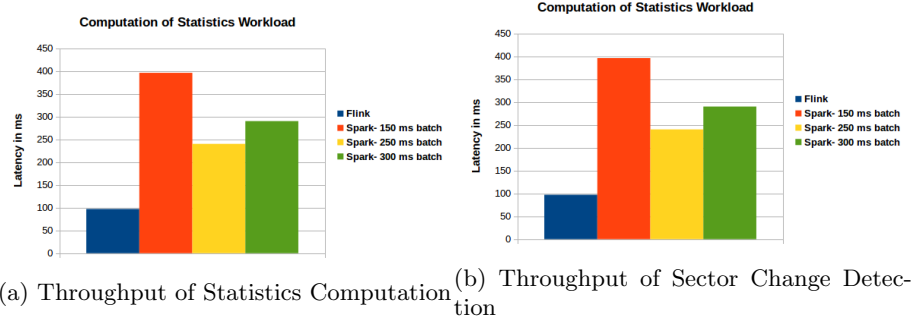 Computation of Statistics Workload
450
400
350
300
250
200
150
100
50
0
Latency in ms
Flink
Spark- 150 ms batch
Spark- 250 ms batch
Spark- 300 ms batch
(a) Throughput of Statistics Computation
Computation of Statistics Workload
450
400
350
300
250
200
150
100
50
0
Latency in ms
Flink
Spark- 150 ms batch
Spark- 250 ms batch
Spark- 300 ms batch
(b) Throughput of Sector Change Detec-
tion